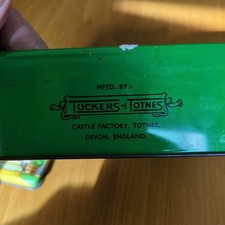 MFTD. BY:-
TUCKERS of TOTNES
CASTLE FACTORY, TOTNES,
DEVON, ENGLAND.